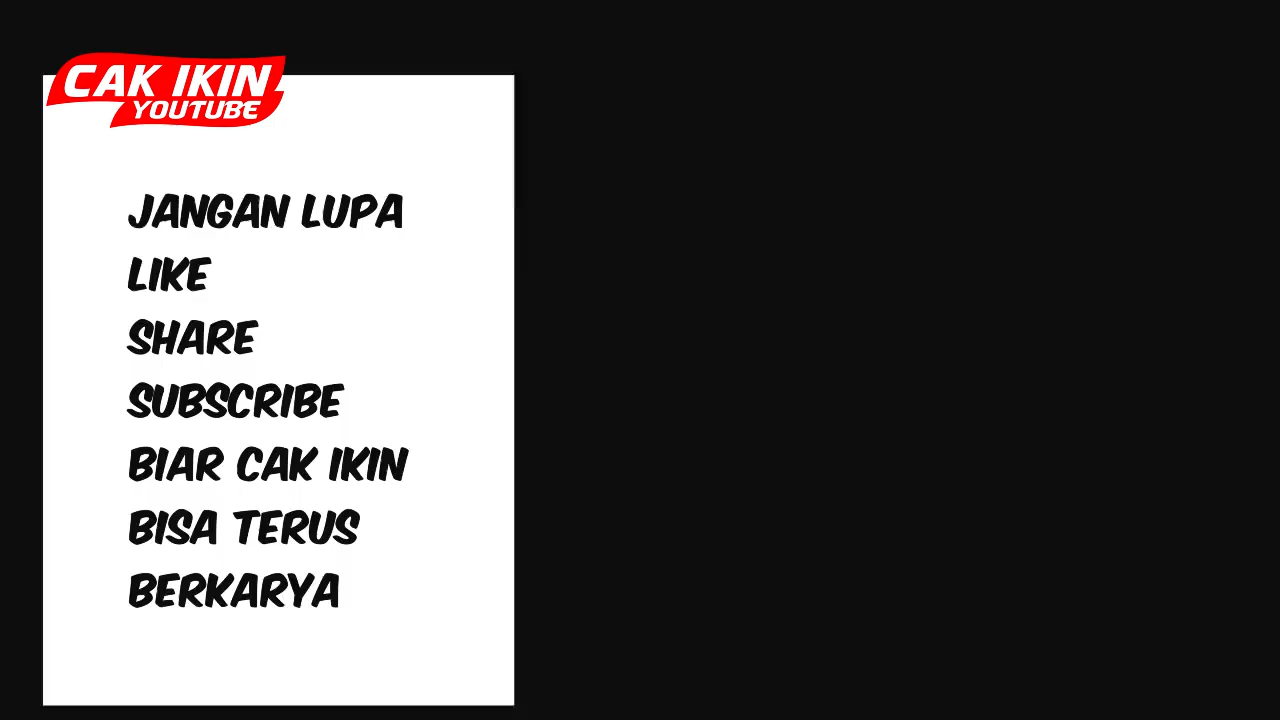 CAK IKIN
YOUTUBE
JANGAN LUPA
LIKE
SHARE
SUBSCRIBE
BIAR CAK IKIN
BISA TERUS
BERKARYA